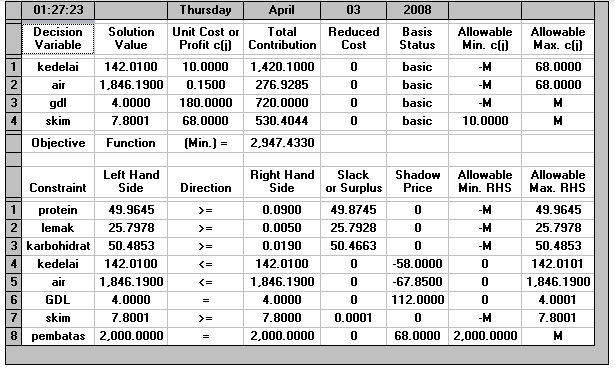 01:27:23 Thursday April 03 2008
Decision Variable Solution Value Unit Cost or Profit c(j) Total Contribution Reduced Cost Basis Status Allowable Min. c(j) Allowable Max. c(j)
1 kedelai 142.0100 10.0000 1,420.1000 0 basic -M 68.0000
2 air 1,846.1900 0.1500 276.9285 0 basic -M 68.0000
3 gdl 4.0000 180.0000 720.0000 0 basic -M M
4 skim 7.8001 68.0000 530.4044 0 basic 10.0000 M
Objective Function (Min.) = 2,947.4330
Constraint Left Hand Side Direction Right Hand Side Slack or Surplus Shadow Price Allowable Min. RHS Allowable Max. RHS
1 protein 49.9645 >= 0.0900 49.8745 0 -M 49.9645
2 lemak 25.7978 >= 0.0050 25.7928 0 -M 25.7978
3 karbohidrat 50.4853 >= 0.0190 50.4663 0 -M 50.4853
4 kedelai 142.0100 <= 142.0100 0 -58.0000 0 142.0101
5 air 1,846.1900 <= 1,846.1900 0 -67.8500 0 1,846.1900
6 GDL 4.0000 = 4.0000 0 112.0000 0 4.0001
7 skim 7.8001 >= 7.8000 0.0001 0 -M 7.8001
8 pembatas 2,000.0000 = 2,000.0000 0 68.0000 2,000.0000 M